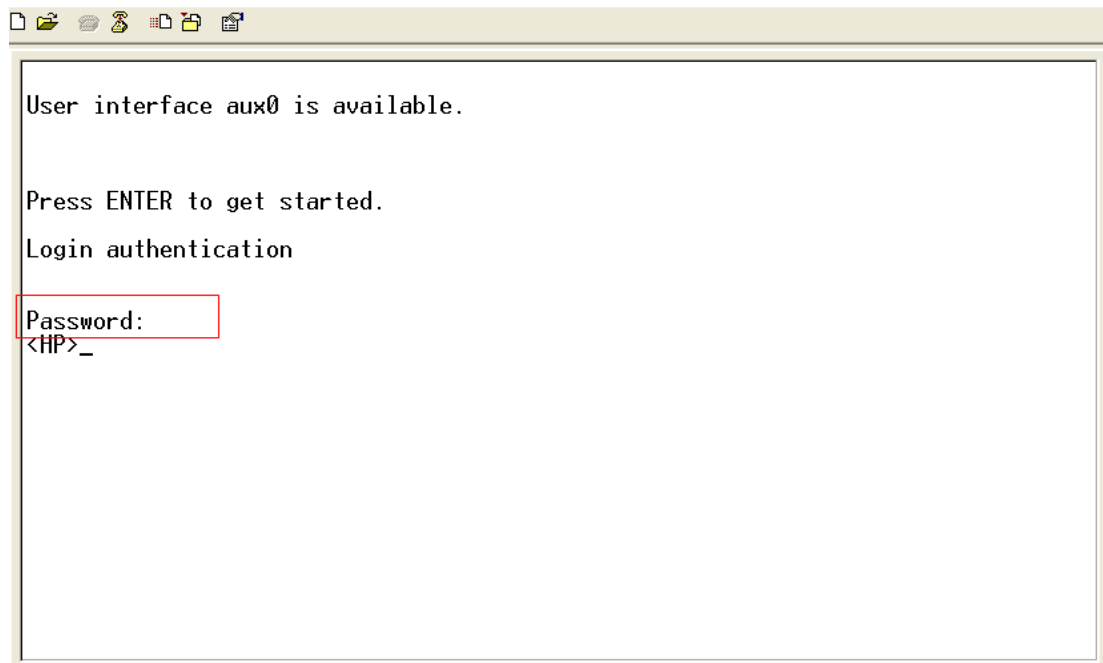 User interface aux0 is available.
Press ENTER to get started.
Login authentication
Password:
<HP>_